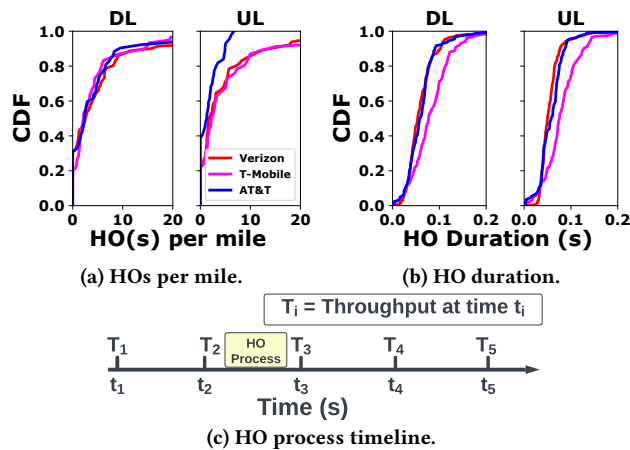 DL UL
CDF
1.0
0.8
0.6
0.4
0.2
0.0
0 10 20 0 10 20
Verizon
T-Mobile
AT&T
HO(s) per mile
(a) HOs per mile.
DL UL
CDF
1.0
0.8
0.6
0.4
0.2
0.0
0.0 0.1 0.2 0.0 0.1 0.2
HO Duration (s)
(b) HO duration.
Ti = Throughput at time ti
T1 T2 HO Process T3 T4 T5
t1 t2 t3 t4 t5
Time (s)
(c) HO process timeline.